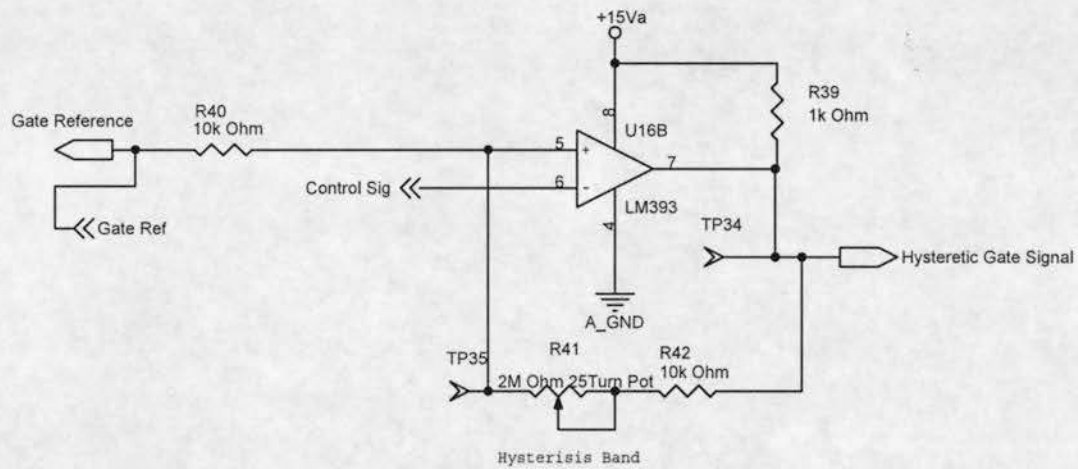 +15Va
R40
10k Ohm
Gate Reference
R39
1k Ohm
8
U16B
5
+
7
Control Sig
6
-
LM393
4
Gate Ref
TP34
Hysteretic Gate Signal
A_GND
TP35
R41
R42
10k Ohm
2M Ohm 25Turn Pot
Hysterisis Band